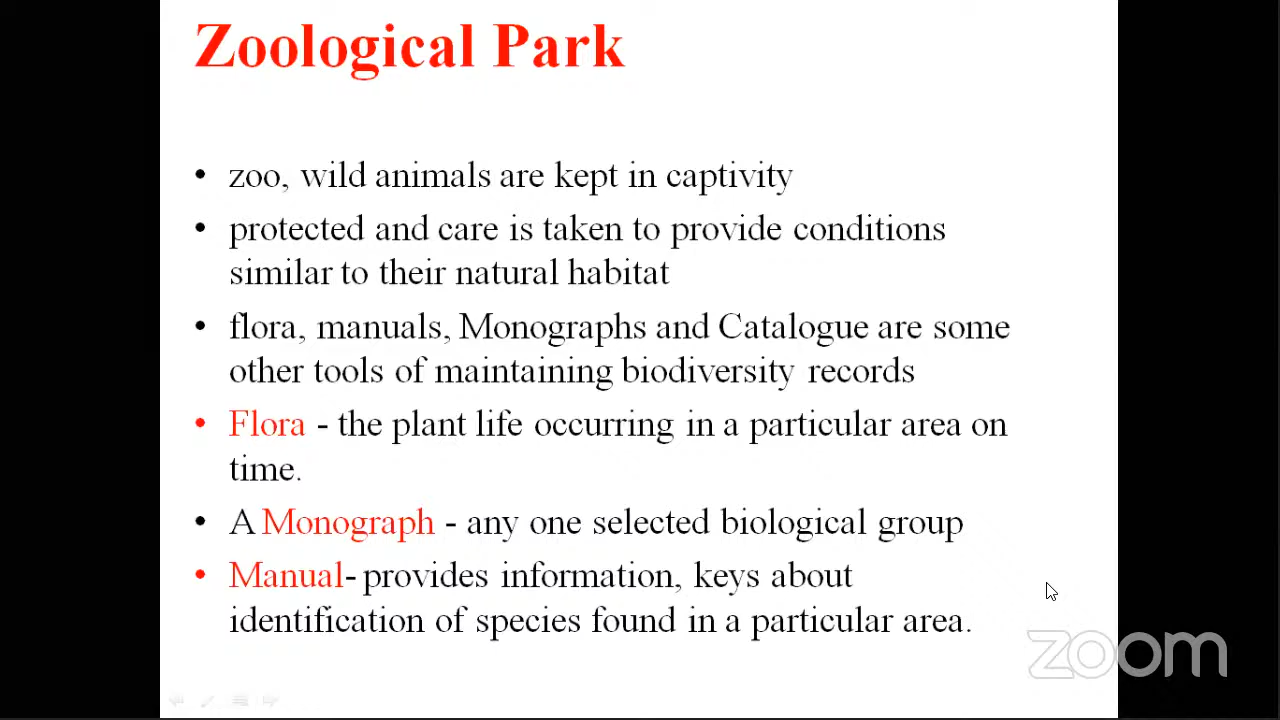 Zoological Park
• zoo, wild animals are kept in captivity
• protected and care is taken to provide conditions
similar to their natural habitat
• flora, manuals, Monographs and Catalogue are some
other tools of maintaining biodiversity records
• Flora - the plant life occurring in a particular area on
time.
• A Monograph - any one selected biological group
• Manual- provides information, keys about
identification of species found in a particular area.
zoom